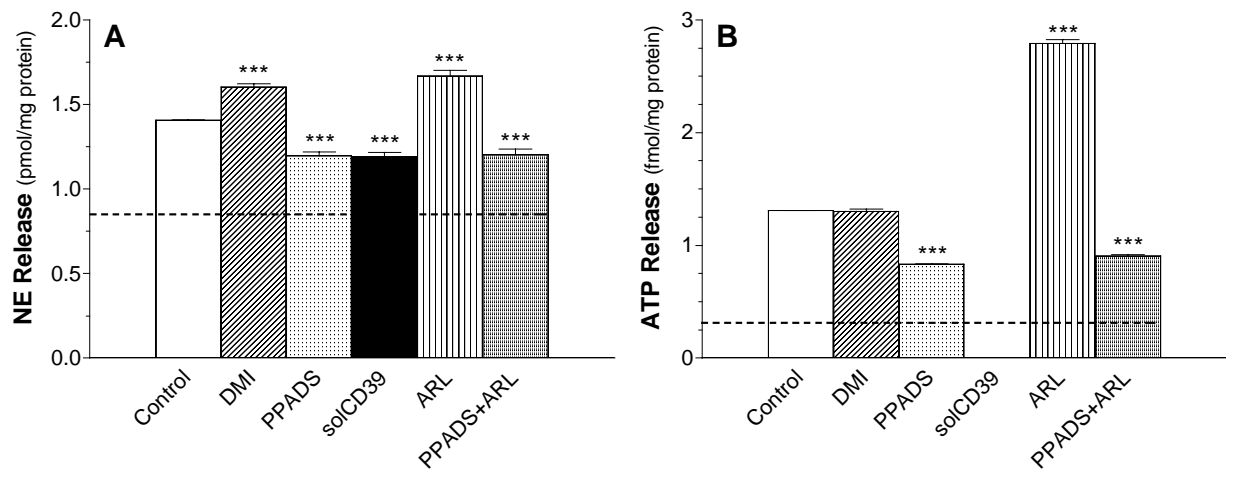 A
NE Release (pmol/mg protein)
2.0
1.5
1.0
0.5
0.0
***
***
***
***
***
Control
DMI
PPADS
solCD39
ARL
PPADS+ARL
B
ATP Release (fmol/mg protein)
3
2
1
0
***
***
***
Control
DMI
PPADS
solCD39
ARL
PPADS+ARL